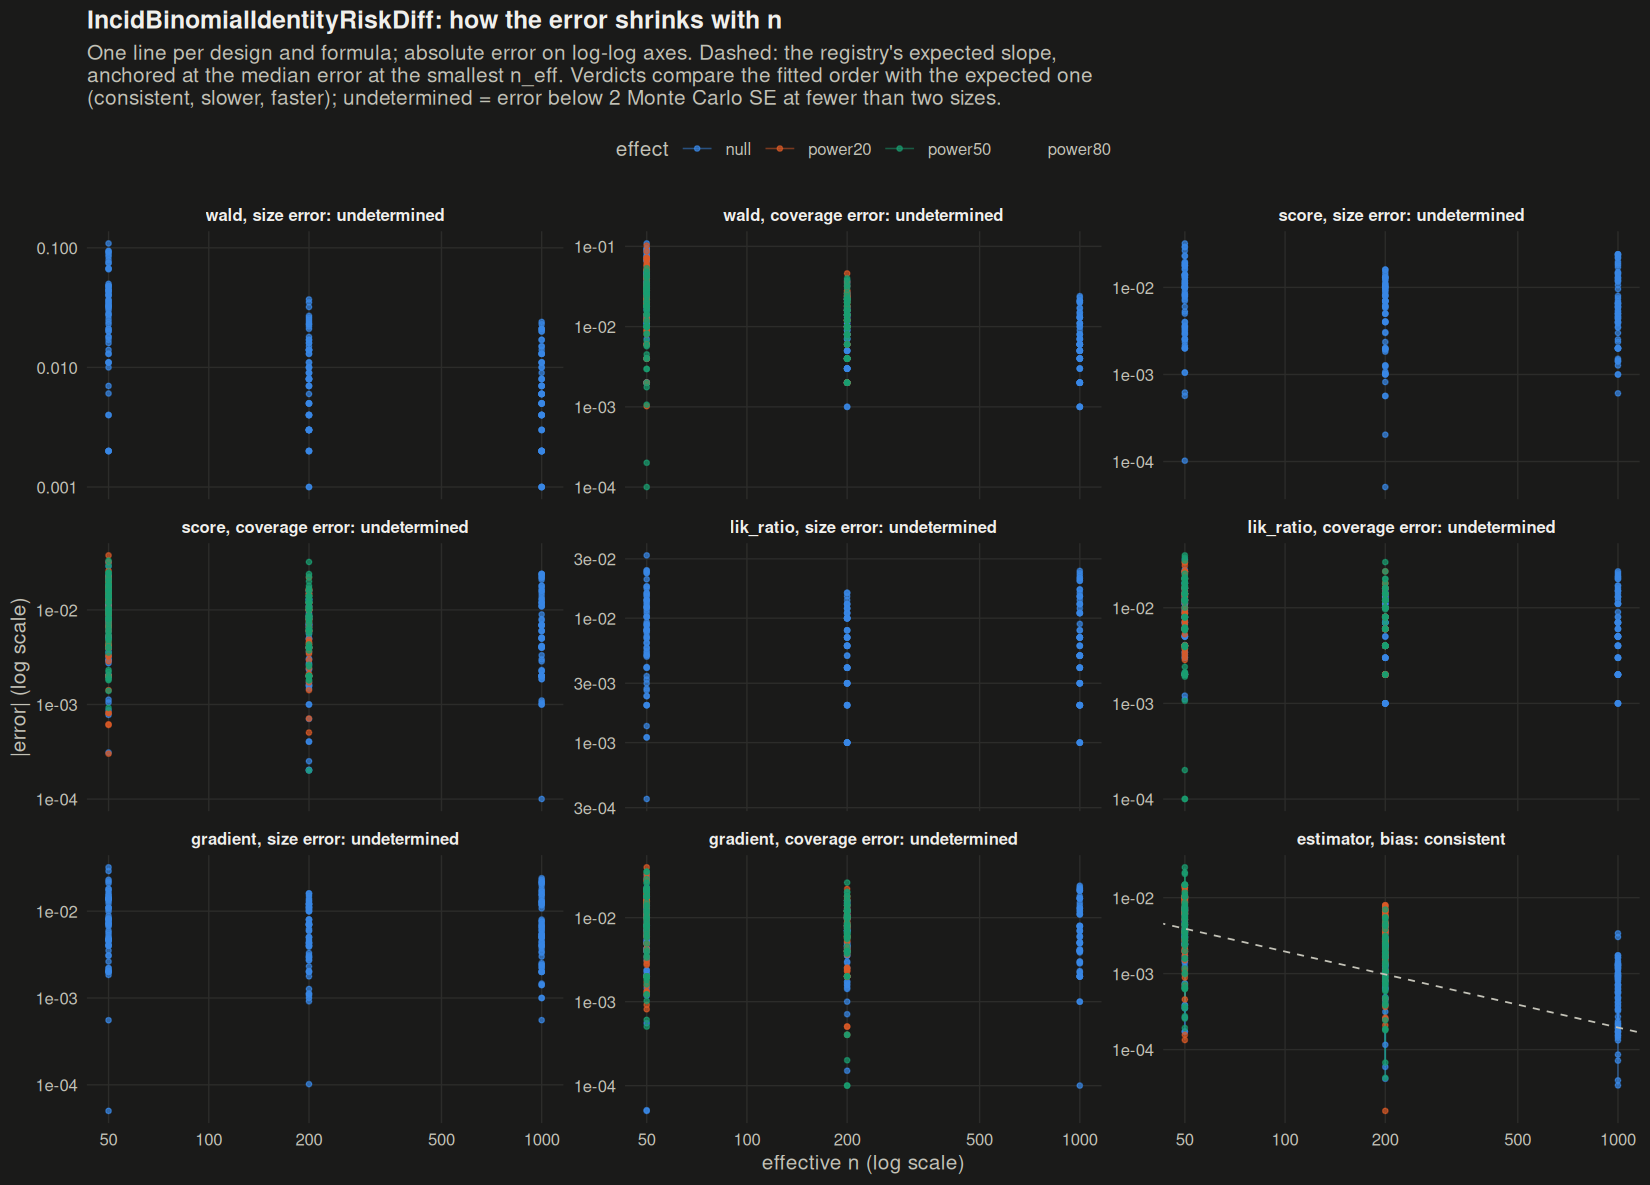 IncidBinomialIdentityRiskDiff: how the error shrinks with n
One line per design and formula; absolute error on log-log axes. Dashed: the registry's expected slope,
anchored at the median error at the smallest n_eff. Verdicts compare the fitted order with the expected one
(consistent, slower, faster); undetermined = error below 2 Monte Carlo SE at fewer than two sizes.
effect null power20 power50 power80
wald, size error: undetermined
0.100
0.010
0.001
wald, coverage error: undetermined
1e-01
1e-02
1e-03
1e-04
score, size error: undetermined
1e-02
1e-03
1e-04
|error| (log scale)
score, coverage error: undetermined
1e-02
1e-03
1e-04
lik_ratio, size error: undetermined
3e-02
1e-02
3e-03
1e-03
3e-04
lik_ratio, coverage error: undetermined
1e-02
1e-03
1e-04
gradient, size error: undetermined
1e-02
1e-03
1e-04
50 100 200 500 1000
gradient, coverage error: undetermined
1e-02
1e-03
1e-04
50 100 200 500 1000
estimator, bias: consistent
1e-02
1e-03
1e-04
50 100 200 500 1000
effective n (log scale)